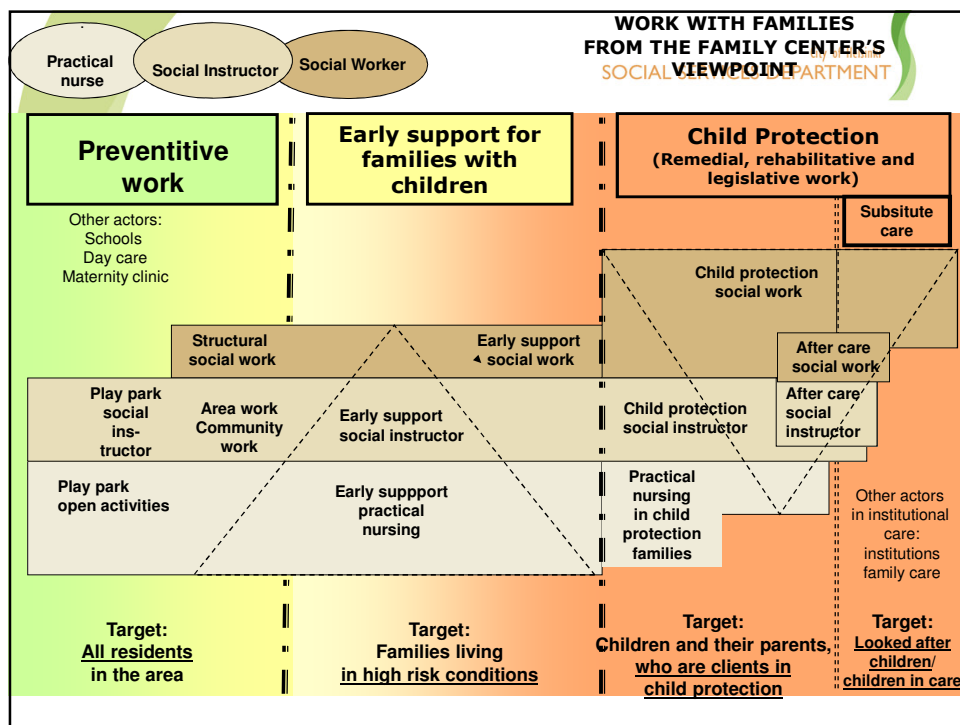 WORK WITH FAMILIES
FROM THE FAMILY CENTER'S
VIEWPOINT
City of Helsinki
SOCIAL SERVICES DEPARTMENT
Practical
nurse
Social Instructor
Social Worker
Preventitive
work
Early support for
families with
children
Child Protection
(Remedial, rehabilitative and
legislative work)
Subsitute
care
Other actors:
Schools
Day care
Maternity clinic
Child protection
social work
Structural
social work
Early support
social work
After care
social work
Play park
social
ins-
tructor
Area work
Community
work
Early support
social instructor
Child protection
social instructor
After care
social
instructor
Play park
open activities
Early suppport
practical
nursing
Practical
nursing
in child
protection
families
Other actors
in institutional
care:
institutions
family care
Target:
All residents
in the area
Target:
Families living
in high risk conditions
Target:
Children and their parents,
who are clients in
child protection
Target:
Looked after
children/
children in care